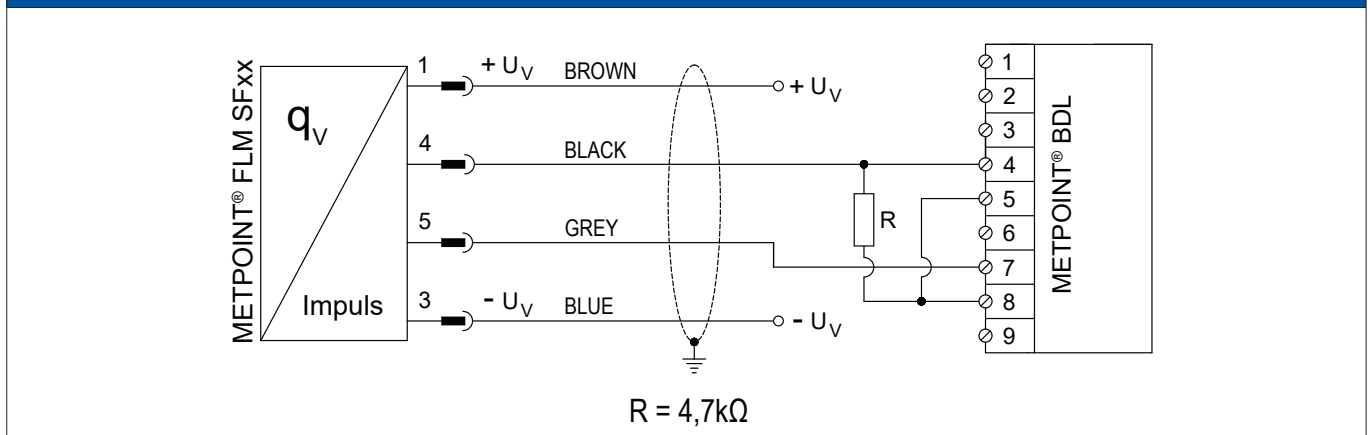 METPOINT® FLM SFxx
qV
Impuls
1
+ UV
BROWN
+ UV
4
BLACK
5
GREY
3
- UV
BLUE
- UV
R
R = 4,7kΩ
1
2
3
4
5
6
7
8
9
METPOINT® BDL